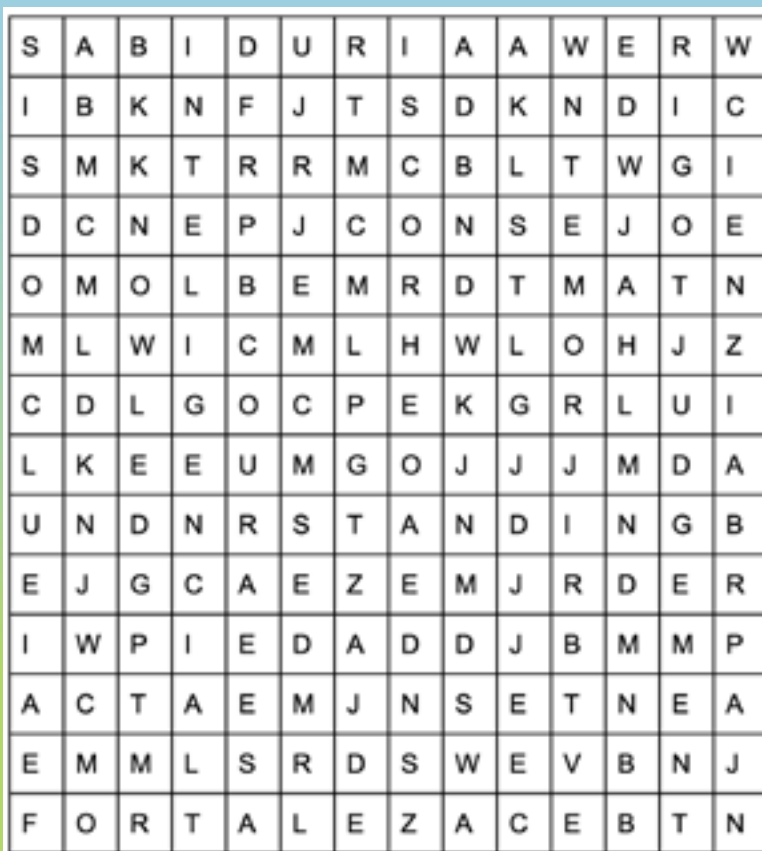 S A B I D U R I A A W E R W
I B K N F J T S D K N D I C
S M K T R R M C B L T W G I
D C N E P J C O N S E J O E
O M O L B E M R D T M A T N
M L W I C M L H W L O H J Z
C D L G O C P E K G R L U I
L K E E U M G O J J J M D A
U N D N R S T A N D I N G B
E J G C A E Z E M J R D E R
I W P I E D A D D J B M M P
A C T A E M J N S E T N E A
E M M L S R D S W E V B N J
F O R T A L E Z A C E B T N